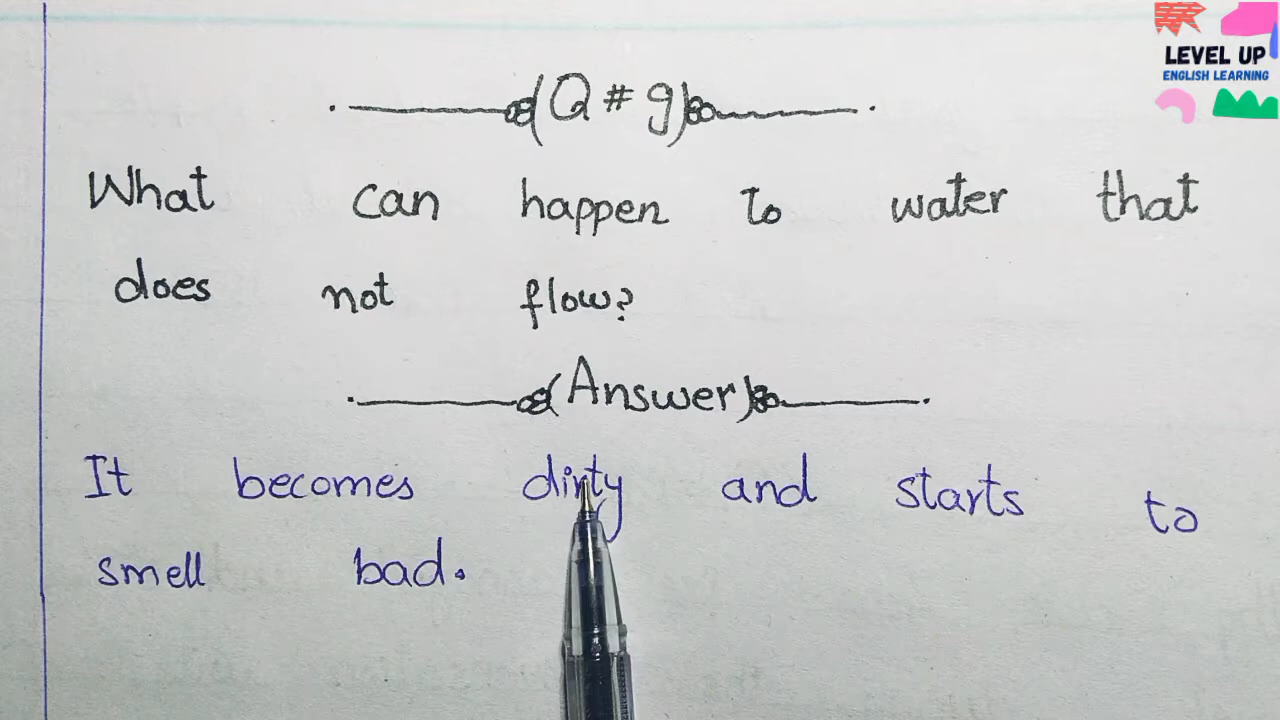 LEVEL UP
ENGLISH LEARNING
(Q # 9)
What can happen to water that
does not flow?
(Answer)
It becomes dirty and starts to
smell bad.